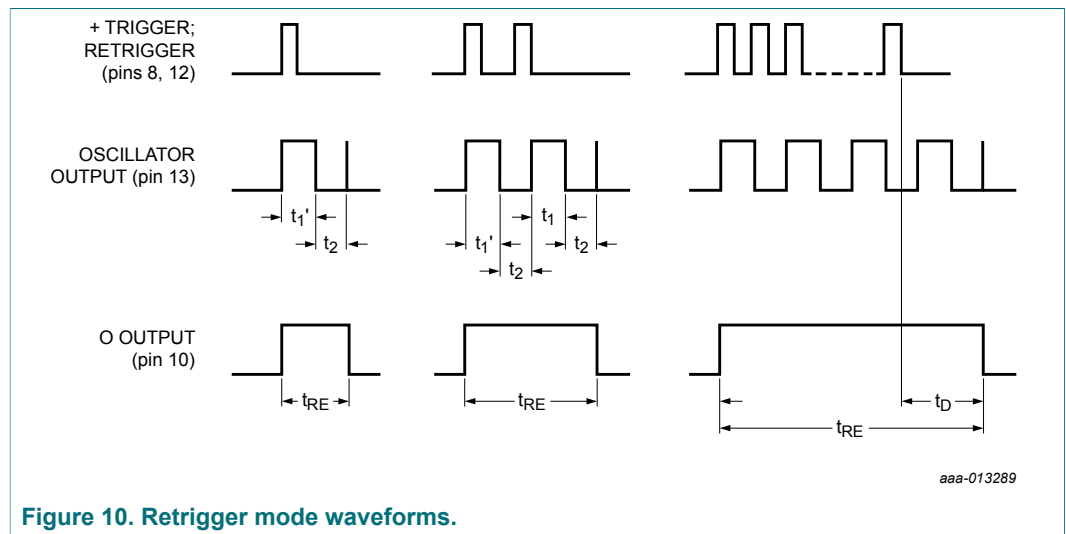 + TRIGGER;
RETRIGGER
(pins 8, 12)
OSCILLATOR
OUTPUT (pin 13)
t1'
t2
t1'
t2
t1
t2
O OUTPUT
(pin 10)
tRE
tRE
tD
tRE
aaa-013289
Figure 10. Retrigger mode waveforms.